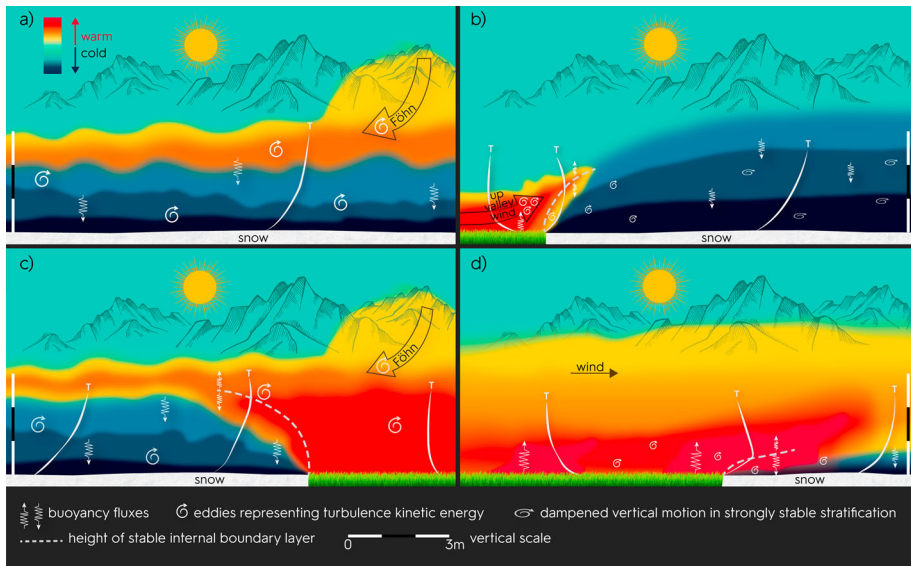 a)
warm
cold
Föhn
T
snow
b)
T
T
T
up
valley
wind
snow
c)
Föhn
T
T
T
snow
d)
wind
T
T
T
snow
buoyancy fluxes
eddies representing turbulence kinetic energy
dampened vertical motion in strongly stable stratification
height of stable internal boundary layer
0 3m vertical scale